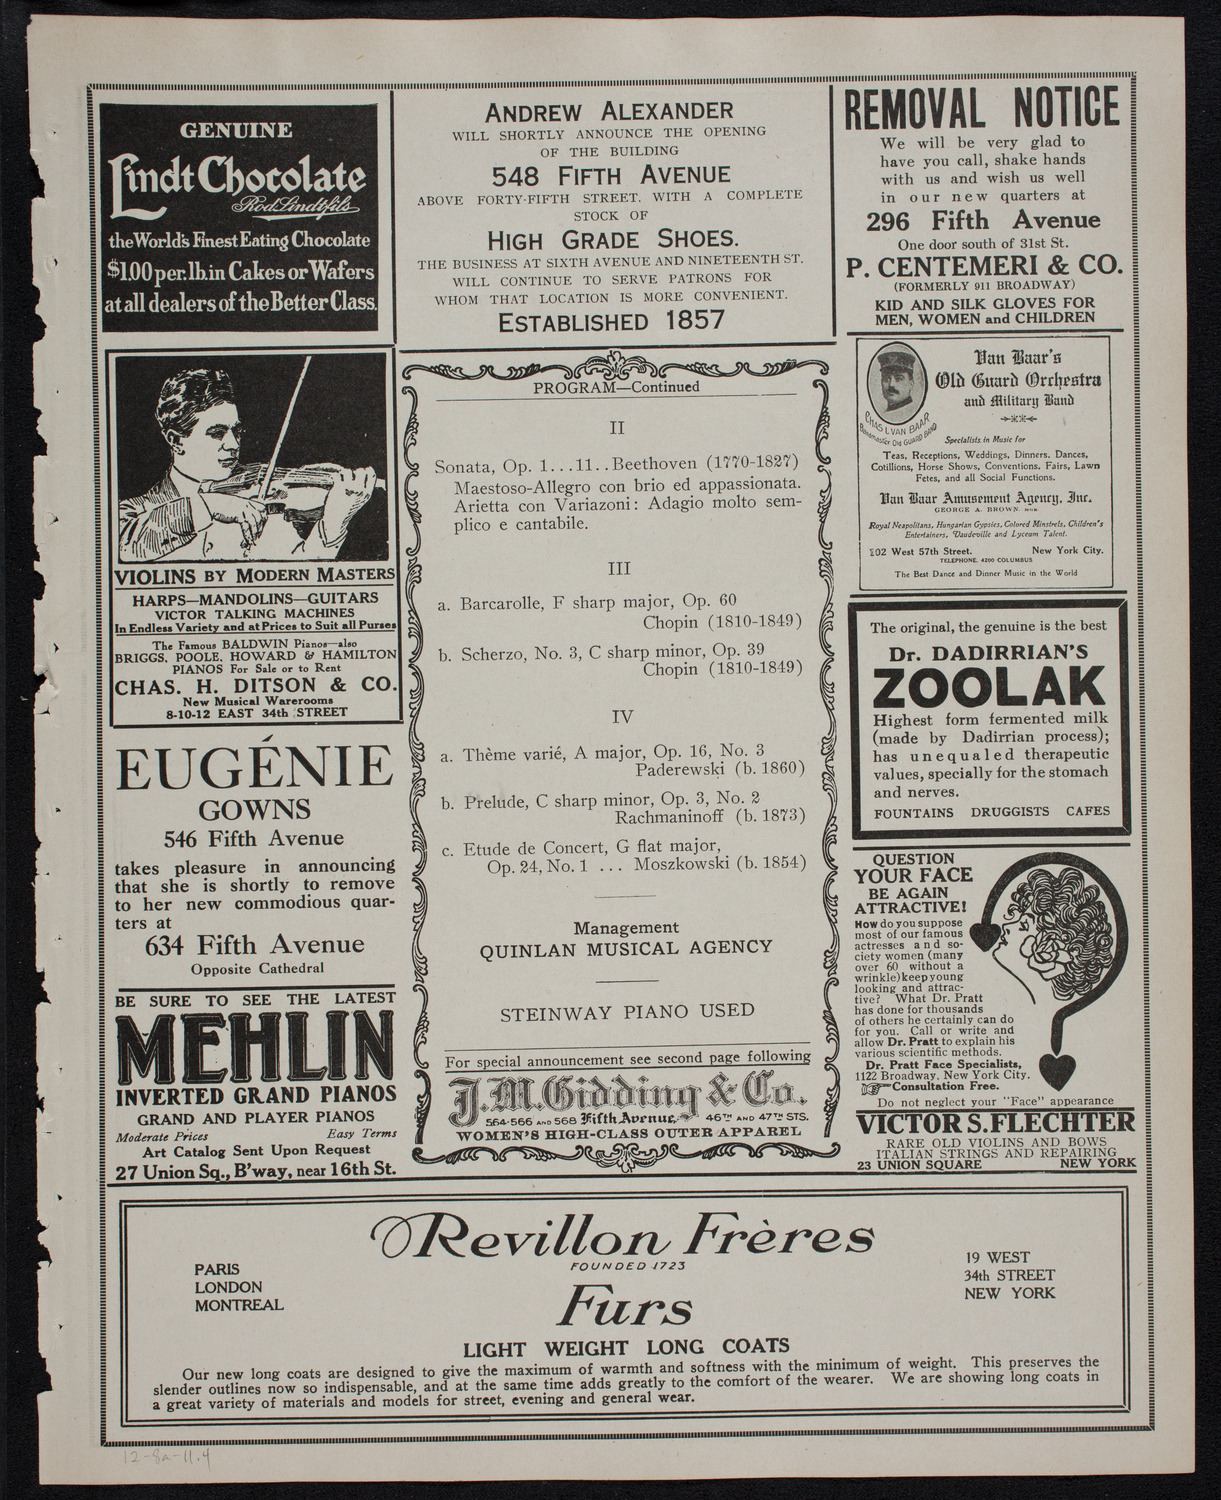 GENUINE
Lindt Chocolate
Rod. Lindt fils
the World's Finest Eating Chocolate
$1.00 per. lb. in Cakes or Wafers
at all dealers of the Better Class.
ANDREW ALEXANDER
WILL SHORTLY ANNOUNCE THE OPENING
OF THE BUILDING
548 FIFTH AVENUE
ABOVE FORTY-FIFTH STREET, WITH A COMPLETE
STOCK OF
HIGH GRADE SHOES.
THE BUSINESS AT SIXTH AVENUE AND NINETEENTH ST.
WILL CONTINUE TO SERVE PATRONS FOR
WHOM THAT LOCATION IS MORE CONVENIENT.
ESTABLISHED 1857
REMOVAL NOTICE
We will be very glad to
have you call, shake hands
with us and wish us well
in our new quarters at
296 Fifth Avenue
One door south of 31st St.
P. CENTEMERI & CO.
(FORMERLY 911 BROADWAY)
KID AND SILK GLOVES FOR
MEN, WOMEN and CHILDREN
VIOLINS BY MODERN MASTERS
HARPS—MANDOLINS—GUITARS
VICTOR TALKING MACHINES
In Endless Variety and at Prices to Suit all Purses
The Famous BALDWIN Pianos—also
BRIGGS, POOLE, HOWARD & HAMILTON
PIANOS For Sale or to Rent
CHAS. H. DITSON & CO.
New Musical Warerooms
8-10-12 EAST 34th STREET
EUGÉNIE
GOWNS
546 Fifth Avenue
takes pleasure in announcing
that she is shortly to remove
to her new commodious quar-
ters at
634 Fifth Avenue
Opposite Cathedral
BE SURE TO SEE THE LATEST
MEHLIN
INVERTED GRAND PIANOS
GRAND AND PLAYER PIANOS
Moderate Prices Easy Terms
Art Catalog Sent Upon Request
27 Union Sq., B'way, near 16th St.
PROGRAM—Continued
II
Sonata, Op. 1...11..Beethoven (1770-1827)
Maestoso-Allegro con brio ed appassionata.
Arietta con Variazoni: Adagio molto sem-
plico e cantabile.
III
a. Barcarolle, F sharp major, Op. 60
Chopin (1810-1849)
b. Scherzo, No. 3, C sharp minor, Op. 39
Chopin (1810-1849)
IV
a. Thème varié, A major, Op. 16, No. 3
Paderewski (b. 1860)
b. Prelude, C sharp minor, Op. 3, No. 2
Rachmaninoff (b. 1873)
c. Etude de Concert, G flat major,
Op. 24, No. 1 ... Moszkowski (b. 1854)
Management
QUINLAN MUSICAL AGENCY
STEINWAY PIANO USED
For special announcement see second page following
J.M. Gidding & Co.
564-566 AND 568 Fifth Avenue, 46TH AND 47TH STS.
WOMEN'S HIGH-CLASS OUTER APPAREL
Van Baar's
Old Guard Orchestra
and Military Band
CHAS L. VAN BAAR
Bandmaster Old GUARD BAND
Specialists in Music for
Teas, Receptions, Weddings, Dinners, Dances,
Cotillions, Horse Shows, Conventions, Fairs, Lawn
Fetes, and all Social Functions.
Van Baar Amusement Agency, Inc.
GEORGE A. BROWN, MGR
Royal Neapolitans, Hungarian Gypsies, Colored Minstrels, Children's
Entertainers, Vaudeville and Lyceum Talent.
102 West 57th Street. New York City.
TELEPHONE, 4200 COLUMBUS
The Best Dance and Dinner Music in the World
The original, the genuine is the best
Dr. DADIRRIAN'S
ZOOLAK
Highest form fermented milk
(made by Dadirrian process);
has unequaled therapeutic
values, specially for the stomach
and nerves.
FOUNTAINS DRUGGISTS CAFES
QUESTION
YOUR FACE
BE AGAIN
ATTRACTIVE!
How do you suppose
most of our famous
actresses and so-
ciety women (many
over 60 without a
wrinkle) keep young
looking and attrac-
tive? What Dr. Pratt
has done for thousands
of others he certainly can do
for you. Call or write and
allow Dr. Pratt to explain his
various scientific methods.
Dr. Pratt Face Specialists,
1122 Broadway, New York City.
Consultation Free.
Do not neglect your "Face" appearance
VICTOR S. FLECHTER
RARE OLD VIOLINS AND BOWS
ITALIAN STRINGS AND REPAIRING
23 UNION SQUARE NEW YORK
Revillon Frères
FOUNDED 1723
PARIS
LONDON
MONTREAL
19 WEST
34th STREET
NEW YORK
Furs
LIGHT WEIGHT LONG COATS
Our new long coats are designed to give the maximum of warmth and softness with the minimum of weight. This preserves the
slender outlines now so indispensable, and at the same time adds greatly to the comfort of the wearer. We are showing long coats in
a great variety of materials and models for street, evening and general wear.
12-8a-11.4